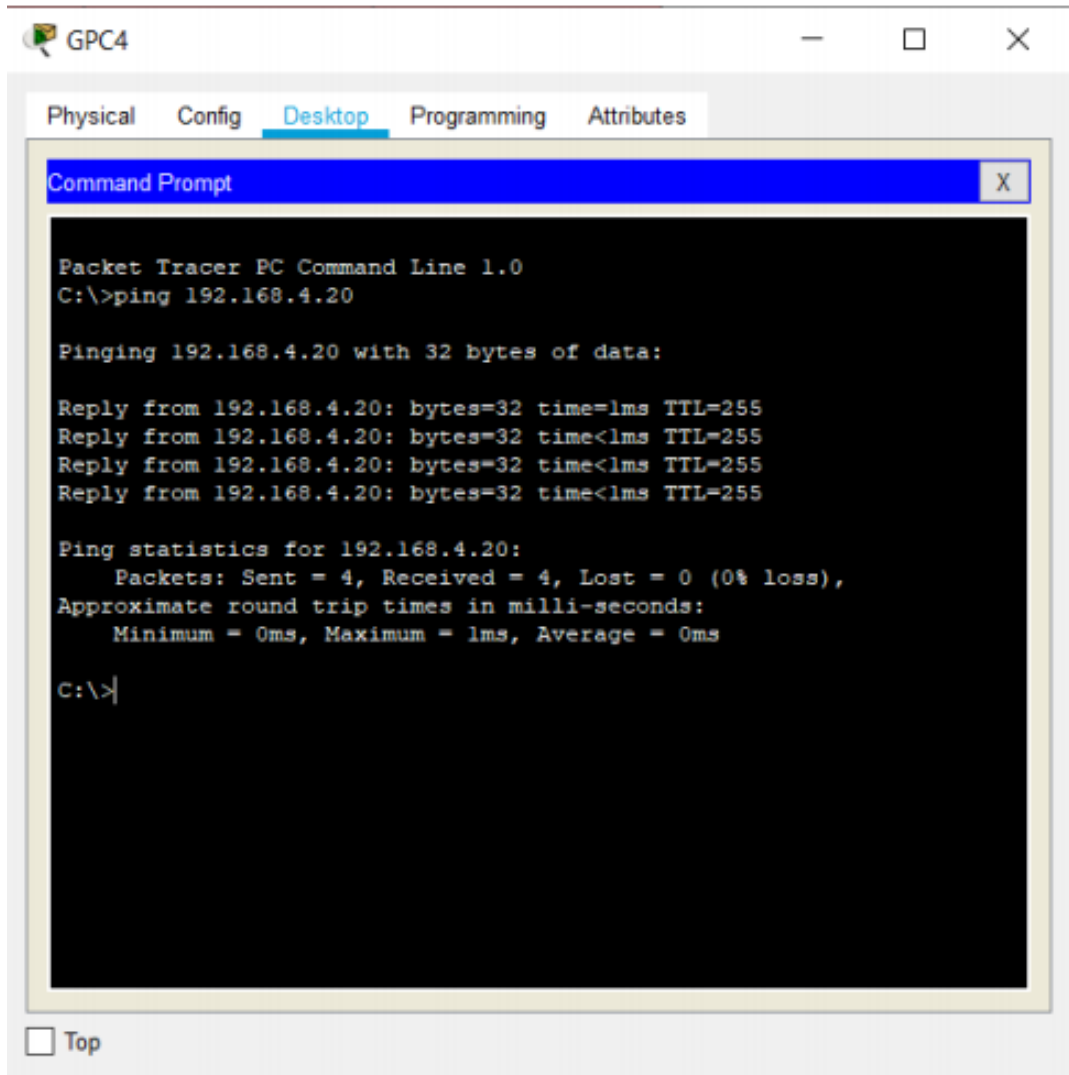 GPC4
Physical Config Desktop Programming Attributes
Command Prompt X
Packet Tracer PC Command Line 1.0
C:\>ping 192.168.4.20
Pinging 192.168.4.20 with 32 bytes of data:
Reply from 192.168.4.20: bytes=32 time=1ms TTL=255
Reply from 192.168.4.20: bytes=32 time<1ms TTL=255
Reply from 192.168.4.20: bytes=32 time<1ms TTL=255
Reply from 192.168.4.20: bytes=32 time<1ms TTL=255
Ping statistics for 192.168.4.20:
Packets: Sent = 4, Received = 4, Lost = 0 (0% loss),
Approximate round trip times in milli-seconds:
Minimum = 0ms, Maximum = 1ms, Average = 0ms
C:\>
Top